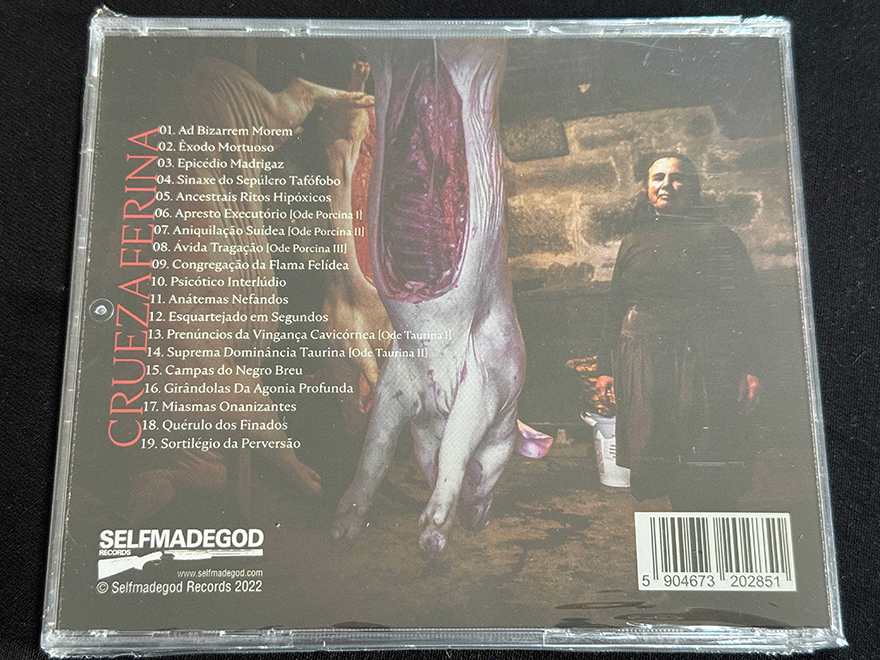 CRUEZA FERINA
01. Ad Bizarrem Morem
02. Êxodo Mortuoso
03. Epicédio Madrigaz
04. Sinaxe do Sepúlcro Tafófobo
05. Ancestrais Ritos Hipóxicos
06. Apresto Executório [Ode Porcina I]
07. Aniquilação Suídea [Ode Porcina II]
08. Ávida Tragação [Ode Porcina III]
09. Congregação da Flama Felídea
10. Psicótico Interlúdio
11. Anátemas Nefandos
12. Esquartejado em Segundos
13. Prenúncios da Vingança Cavicórnea [Ode Taurina I]
14. Suprema Dominância Taurina [Ode Taurina II]
15. Campas do Negro Breu
16. Girândolas Da Agonia Profunda
17. Miasmas Onanizantes
18. Quérulo dos Finados
19. Sortilégio da Perversão
SELFMADEGOD
RECORDS
www.selfmadegod.com
© Selfmadegod Records 2022
5 904673 202851